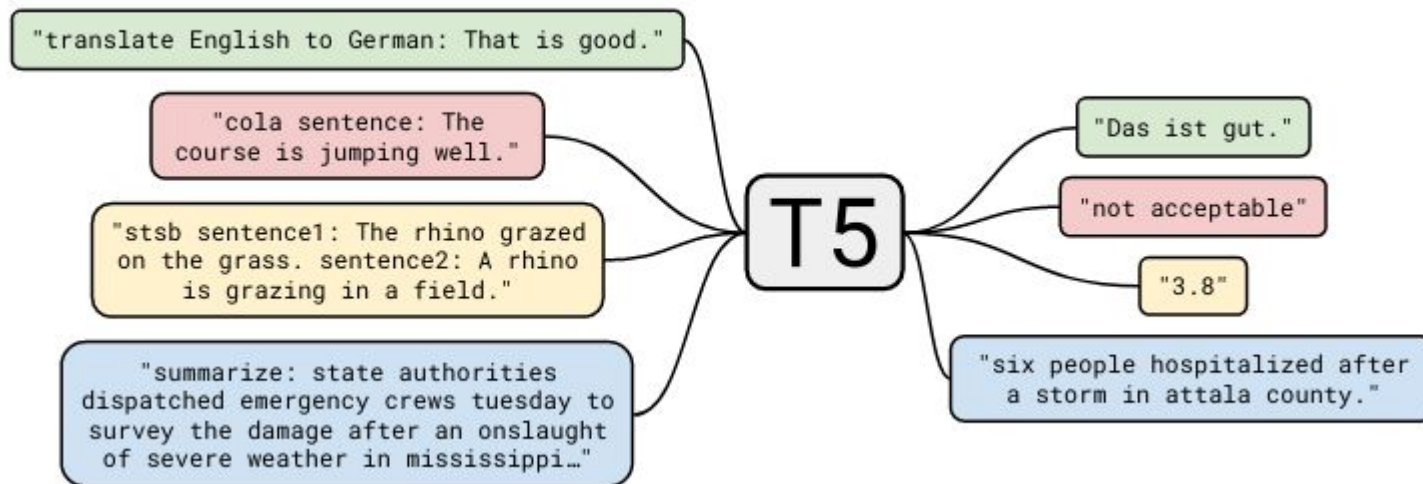 "translate English to German: That is good."
"cola sentence: The
course is jumping well."
"stsb sentence1: The rhino grazed
on the grass. sentence2: A rhino
is grazing in a field."
"summarize: state authorities
dispatched emergency crews tuesday to
survey the damage after an onslaught
of severe weather in mississippi…"
T5
"Das ist gut."
"not acceptable"
"3.8"
"six people hospitalized after
a storm in attala county."